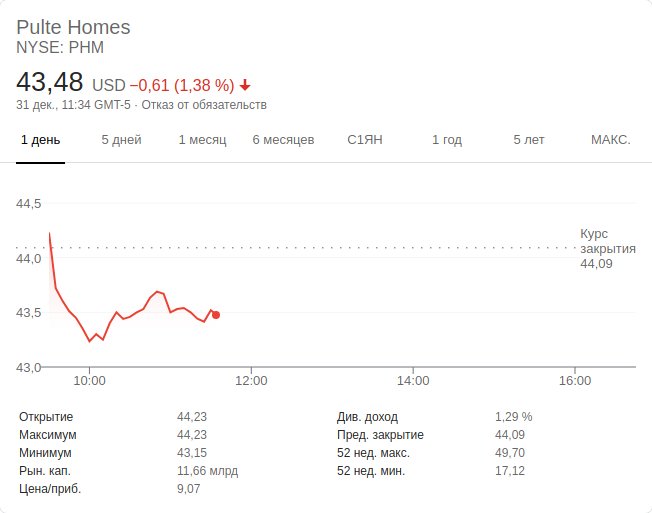 Pulte Homes
NYSE: PHM
43,48 USD −0,61 (1,38 %)
31 дек., 11:34 GMT-5 · Отказ от обязательств
1 день 5 дней 1 месяц 6 месяцев С1ЯН 1 год 5 лет МАКС.
44,5
Курс
закрытия
44,09
44,0
43,5
43,0
10:00 12:00 14:00 16:00
Открытие 44,23 Див. доход 1,29 %
Максимум 44,23 Пред. закрытие 44,09
Минимум 43,15 52 нед. макс. 49,70
Рын. кап. 11,66 млрд 52 нед. мин. 17,12
Цена/приб. 9,07